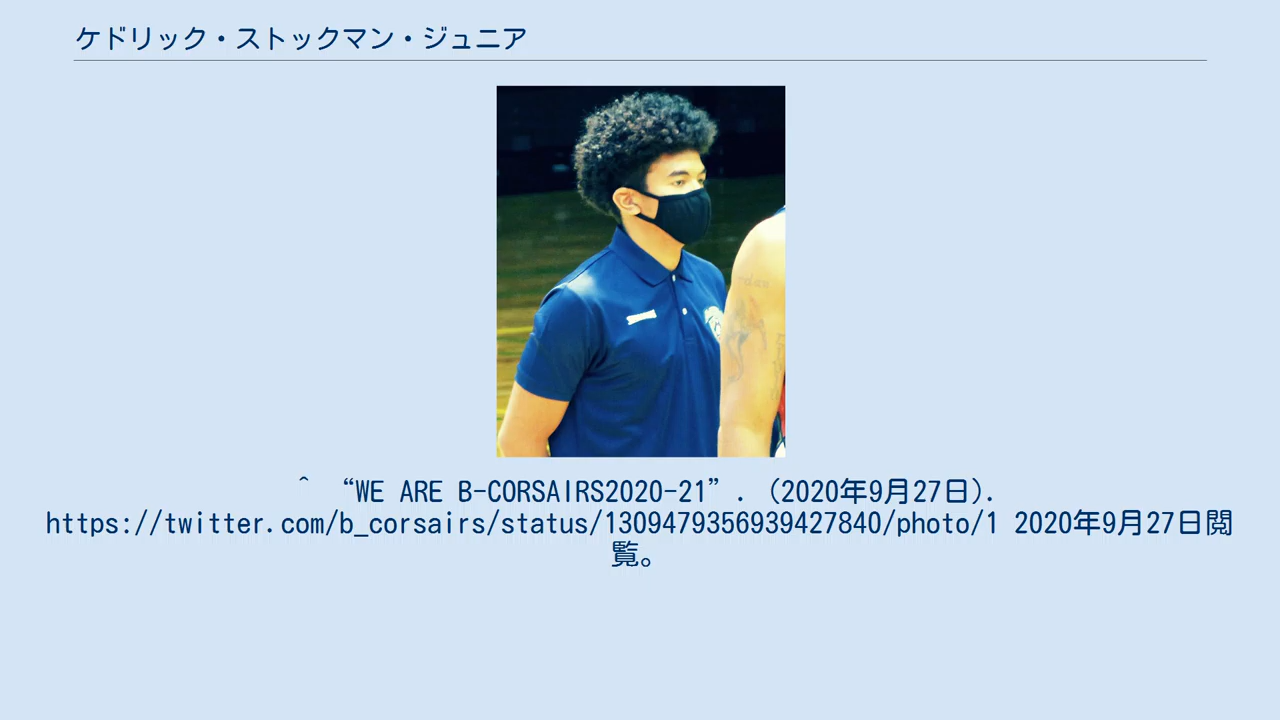 ケドリック・ストックマン・ジュニア
^ “WE ARE B-CORSAIRS2020-21”. (2020年9月27日).
https://twitter.com/b_corsairs/status/1309479356939427840/photo/1 2020年9月27日閲
覧。